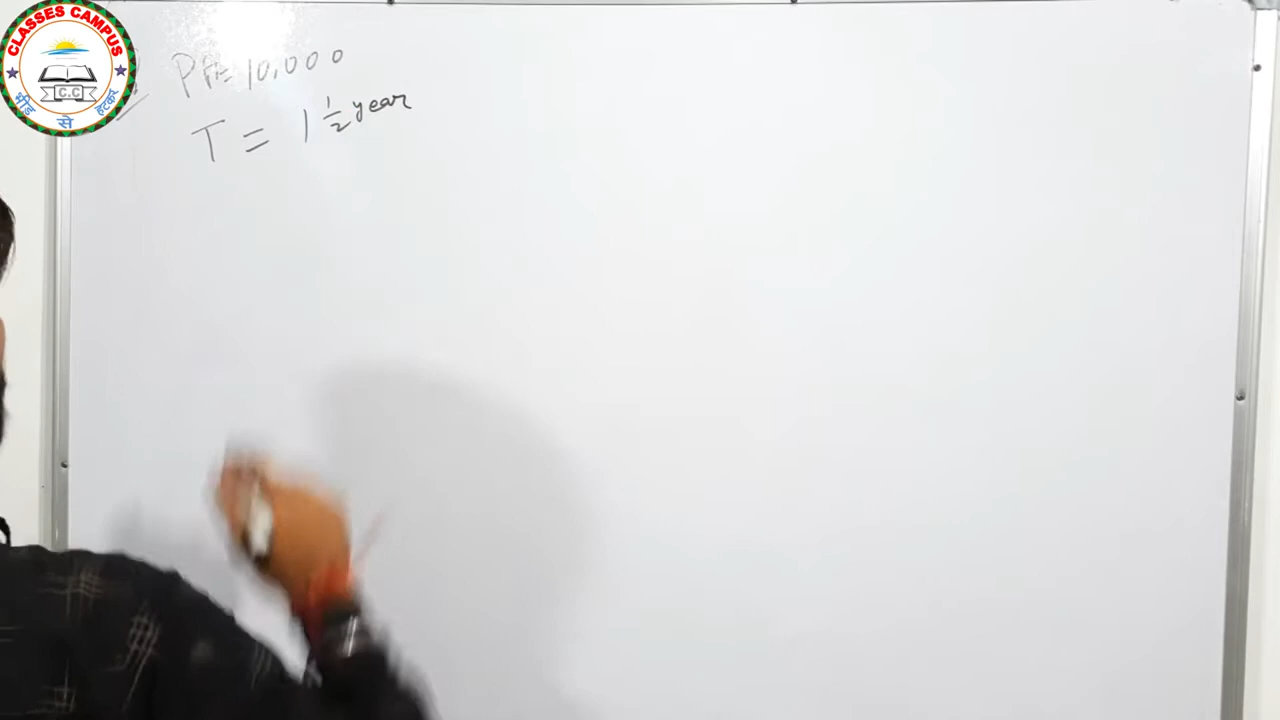 CLASSES CAMPUS
C.C
भीड़ से हटकर
P = 10,000
T = 1 1/2 year